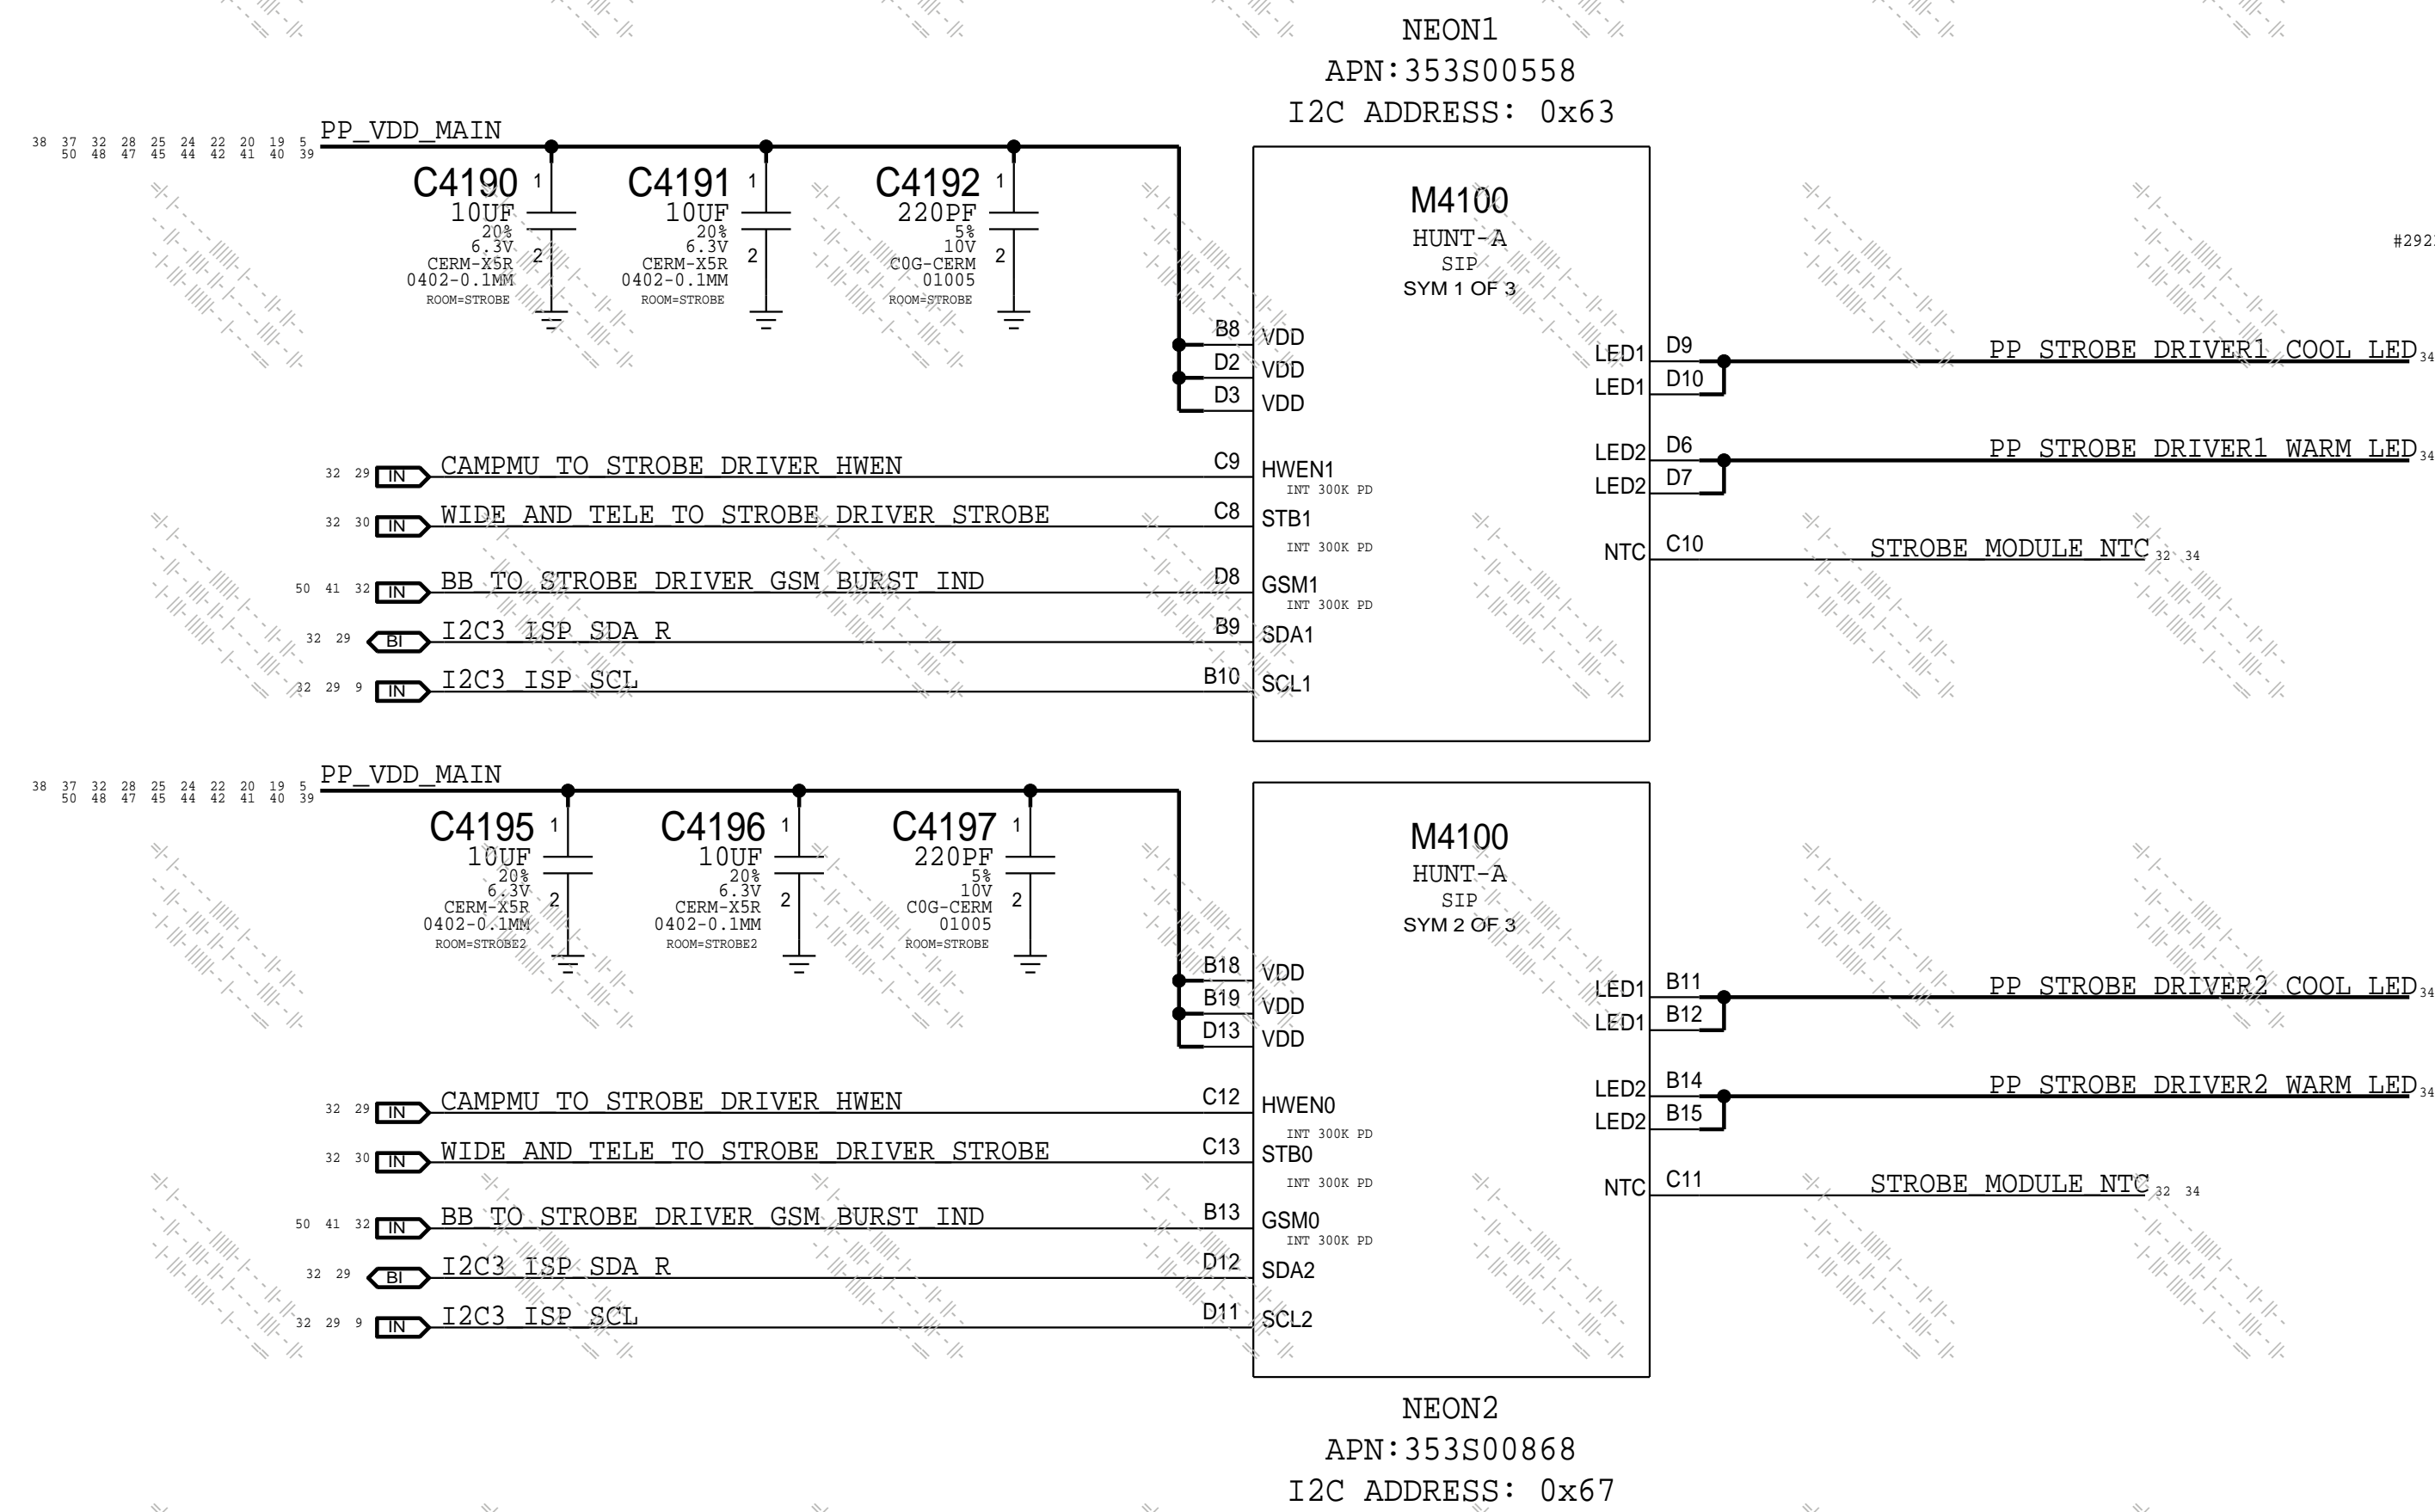 NEON1
APN:353S00558
I2C ADDRESS: 0x63
PP_VDD_MAIN
38 37 32 28 25 24 22 20 19 5
50 48 47 45 44 42 41 40 39
C4190 1
10UF
20%
6.3V
2
CERM-X5R
0402-0.1MM
ROOM=STROBE
C4191 1
10UF
20%
6.3V
2
CERM-X5R
0402-0.1MM
ROOM=STROBE
C4192 1
220PF
5%
10V
2
C0G-CERM
01005
ROOM=STROBE
M4100
HUNT-A
SIP
SYM 1 OF 3
B8 VDD
D2 VDD
D3 VDD
LED1 D9 PP_STROBE_DRIVER1_COOL_LED 34
LED1 D10
LED2 D6 PP_STROBE_DRIVER1_WARM_LED 34
LED2 D7
NTC C10 STROBE_MODULE_NTC 32 34
32 29 IN CAMPMU_TO_STROBE_DRIVER_HWEN C9 HWEN1
INT 300K PD
32 30 IN WIDE_AND_TELE_TO_STROBE_DRIVER_STROBE C8 STB1
INT 300K PD
50 41 32 IN BB_TO_STROBE_DRIVER_GSM_BURST_IND D8 GSM1
INT 300K PD
32 29 BI I2C3_ISP_SDA_R B9 SDA1
32 29 9 IN I2C3_ISP_SCL B10 SCL1
PP_VDD_MAIN
38 37 32 28 25 24 22 20 19 5
50 48 47 45 44 42 41 40 39
C4195 1
10UF
20%
6.3V
2
CERM-X5R
0402-0.1MM
ROOM=STROBE2
C4196 1
10UF
20%
6.3V
2
CERM-X5R
0402-0.1MM
ROOM=STROBE2
C4197 1
220PF
5%
10V
2
C0G-CERM
01005
ROOM=STROBE
M4100
HUNT-A
SIP
SYM 2 OF 3
B18 VDD
B19 VDD
D13 VDD
LED1 B11 PP_STROBE_DRIVER2_COOL_LED 34
LED1 B12
LED2 B14 PP_STROBE_DRIVER2_WARM_LED 34
LED2 B15
NTC C11 STROBE_MODULE_NTC 32 34
32 29 IN CAMPMU_TO_STROBE_DRIVER_HWEN C12 HWEN0
INT 300K PD
32 30 IN WIDE_AND_TELE_TO_STROBE_DRIVER_STROBE C13 STB0
INT 300K PD
50 41 32 IN BB_TO_STROBE_DRIVER_GSM_BURST_IND B13 GSM0
INT 300K PD
32 29 BI I2C3_ISP_SDA_R D12 SDA2
32 29 9 IN I2C3_ISP_SCL D11 SCL2
NEON2
APN:353S00868
I2C ADDRESS: 0x67